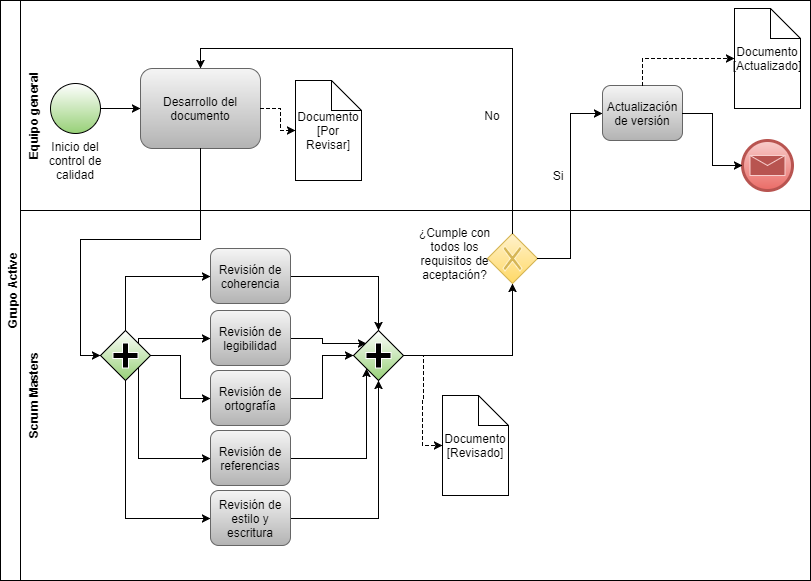 Grupo Active
Equipo general
Inicio del
control de
calidad
Desarrollo del
documento
Documento
[Por
Revisar]
No
Si
Actualización
de versión
Documento
[Actualizado]
Scrum Masters
¿Cumple con
todos los
requisitos de
aceptación?
Revisión de
coherencia
Revisión de
legibilidad
Revisión de
ortografía
Revisión de
referencias
Revisión de
estilo y
escritura
Documento
[Revisado]